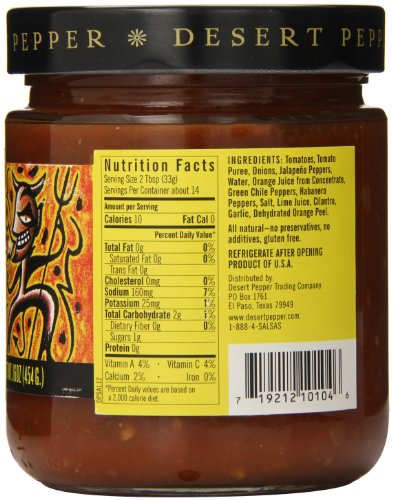 PEPPER ✷ DESERT PEPP
Nutrition Facts
Serving Size 2 Tbsp (33g)
Servings Per Container about 14
Amount per Serving
Calories 10 Fat Cal 0
Percent Daily Value*
Total Fat 0g 0%
Saturated Fat 0g 0%
Trans Fat 0g
Cholesterol 0mg 0%
Sodium 160mg 7%
Potassium 25mg 1%
Total Carbohydrate 2g 1%
Dietary Fiber 0g 0%
Sugars 1g
Protein 0g
Vitamin A 4% · Vitamin C 4%
Calcium 2% · Iron 0%
*Percent Daily values are based on
a 2,000 calorie diet.
INGREDIENTS: Tomatoes, Tomato
Puree, Onions, Jalapeño Peppers,
Water, Orange Juice from Concentrate,
Green Chile Peppers, Habanero
Peppers, Salt, Lime Juice, Cilantro,
Garlic, Dehydrated Orange Peel.
All natural—no preservatives, no
additives, gluten free.
REFRIGERATE AFTER OPENING
PRODUCT OF U.S.A.
Desert Pepper Trading Company
PO Box 1761
El Paso, Texas 79949
www.desertpepper.com
1-888-4-SALSAS
7 19212 10104 6
16OZ (454 G.)